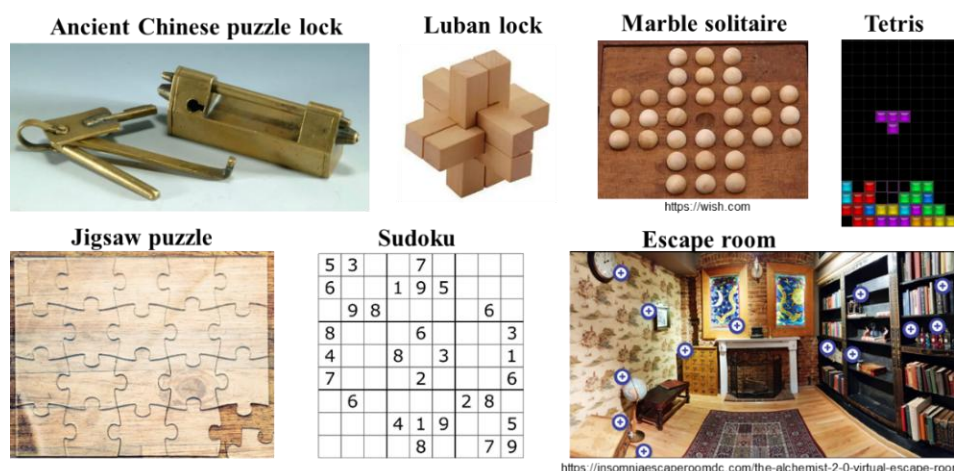 Ancient Chinese puzzle lock
Luban lock
Marble solitaire
Tetris
https://wish.com
Jigsaw puzzle
Sudoku
Escape room
5 3 7
6 1 9 5
9 8 6
8 6 3
4 8 3 1
7 2 6
6 2 8
4 1 9 5
8 7 9
https://insomniaescaperoomdc.com/the-alchemist-2-0-virtual-escape-room